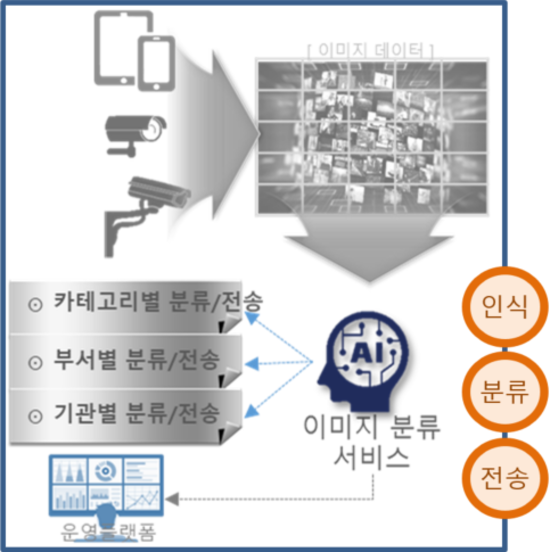 [ 이미지 데이터 ]
⊙ 카테고리별 분류/전송
⊙ 부서별 분류/전송
⊙ 기관별 분류/전송
AI
이미지 분류
서비스
운영플랫폼
인식
분류
전송